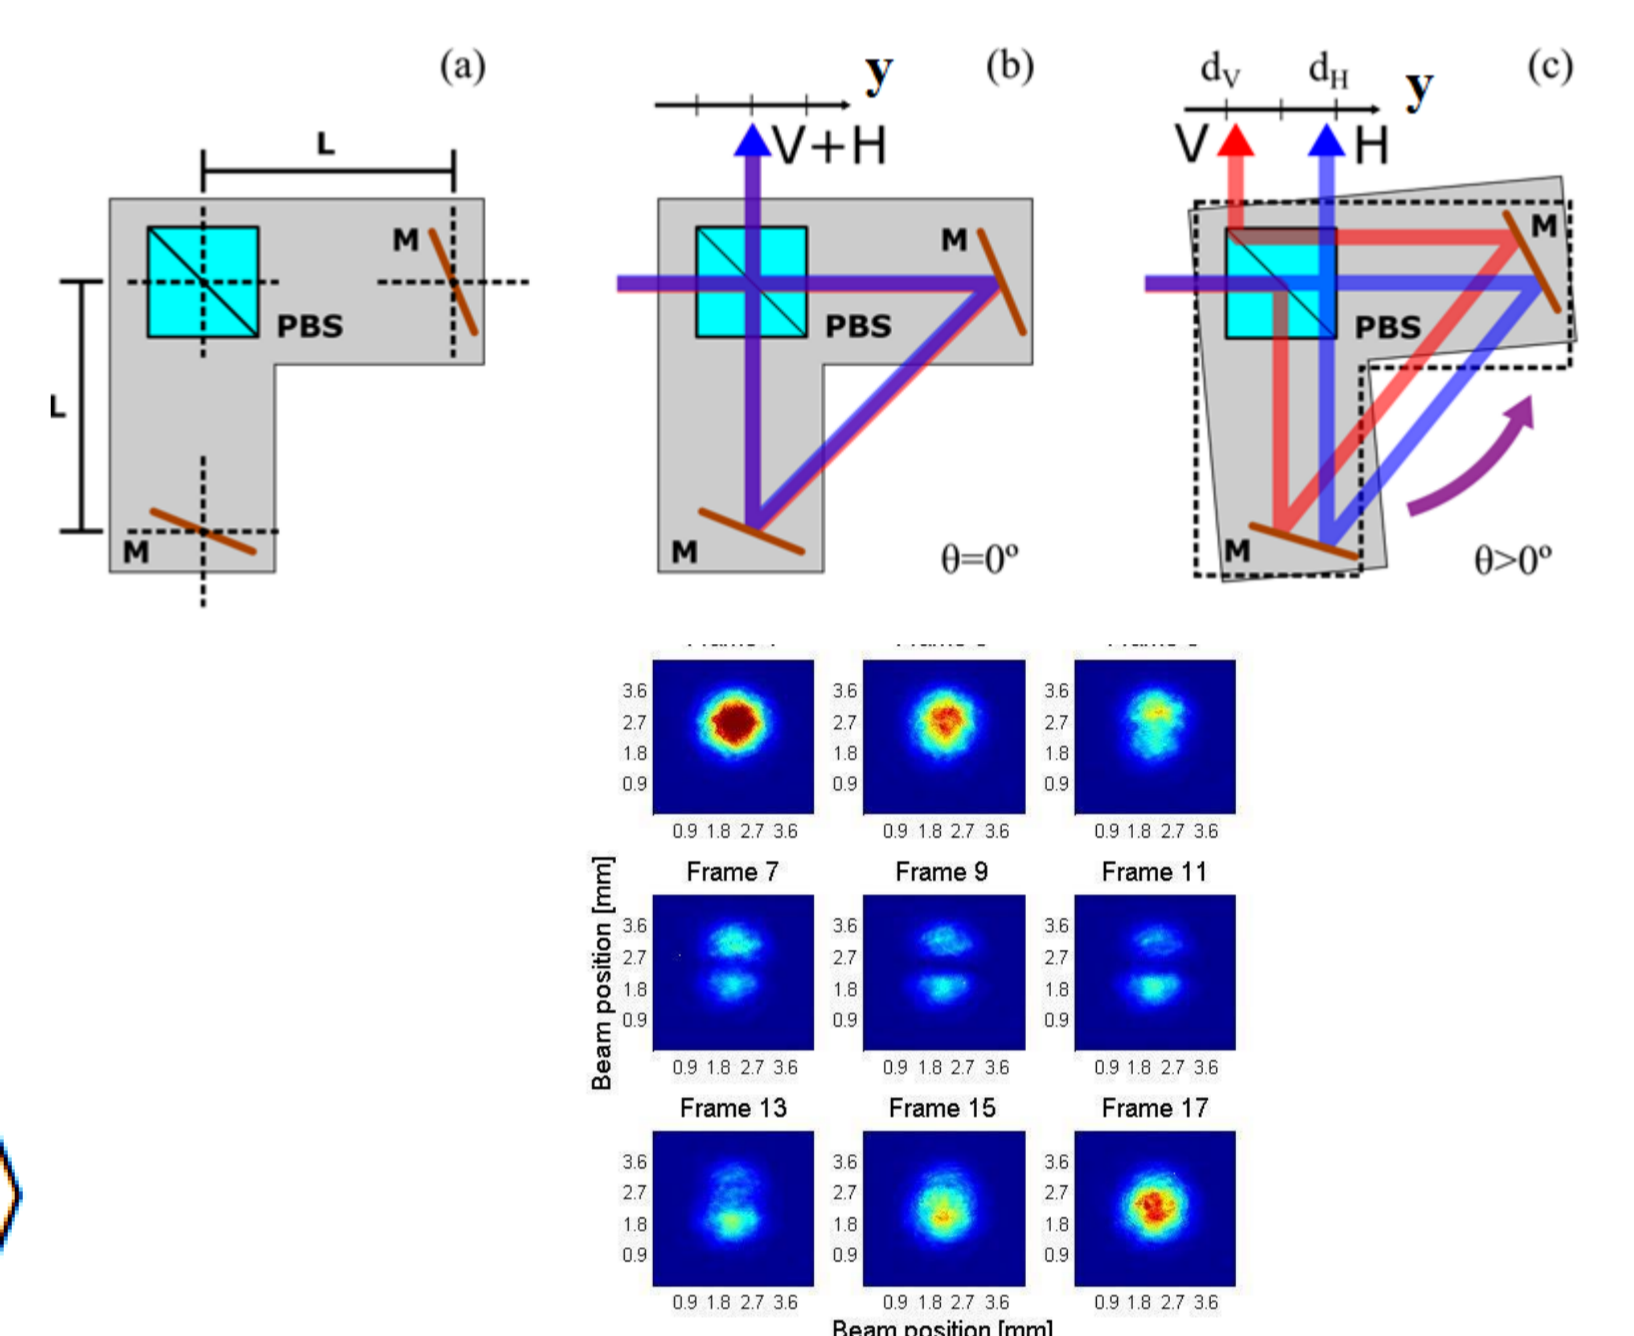 (a)
L
M
PBS
L
M
y
(b)
V+H
M
PBS
M
θ=0º
dV
dH
y
(c)
V
H
M
PBS
M
θ>0º
3.6
2.7
1.8
0.9
0.9 1.8 2.7 3.6
3.6
2.7
1.8
0.9
0.9 1.8 2.7 3.6
3.6
2.7
1.8
0.9
0.9 1.8 2.7 3.6
Beam position [mm]
Frame 7
3.6
2.7
1.8
0.9
0.9 1.8 2.7 3.6
Frame 9
3.6
2.7
1.8
0.9
0.9 1.8 2.7 3.6
Frame 11
3.6
2.7
1.8
0.9
0.9 1.8 2.7 3.6
Frame 13
3.6
2.7
1.8
0.9
0.9 1.8 2.7 3.6
Frame 15
3.6
2.7
1.8
0.9
0.9 1.8 2.7 3.6
Frame 17
3.6
2.7
1.8
0.9
0.9 1.8 2.7 3.6
Beam position [mm]